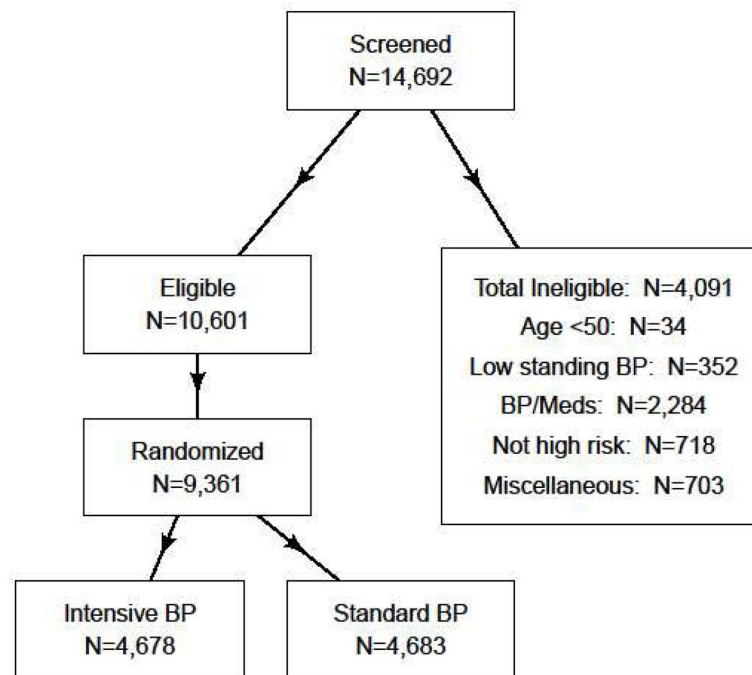 Screened
N=14,692
Eligible
N=10,601
Total Ineligible: N=4,091
Age <50: N=34
Low standing BP: N=352
BP/Meds: N=2,284
Not high risk: N=718
Miscellaneous: N=703
Randomized
N=9,361
Intensive BP
N=4,678
Standard BP
N=4,683